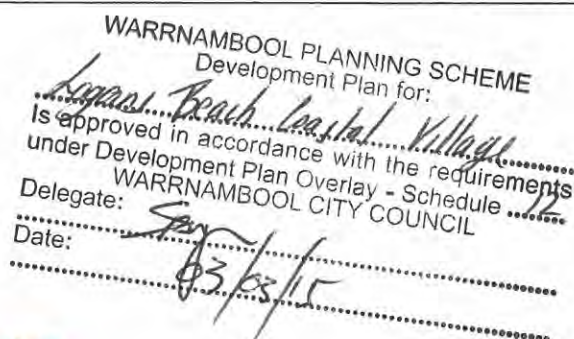 WARRNAMBOOL PLANNING SCHEME
Development Plan for:
Logans Beach Coastal Village
Is approved in accordance with the requirements
under Development Plan Overlay - Schedule 12
WARRNAMBOOL CITY COUNCIL
Delegate:
Date: 03/03/15